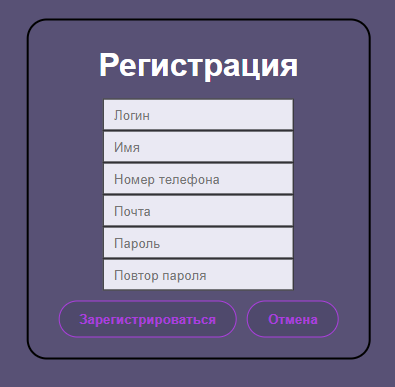 Регистрация
Логин
Имя
Номер телефона
Почта
Пароль
Повтор пароля
Зарегистрироваться Отмена